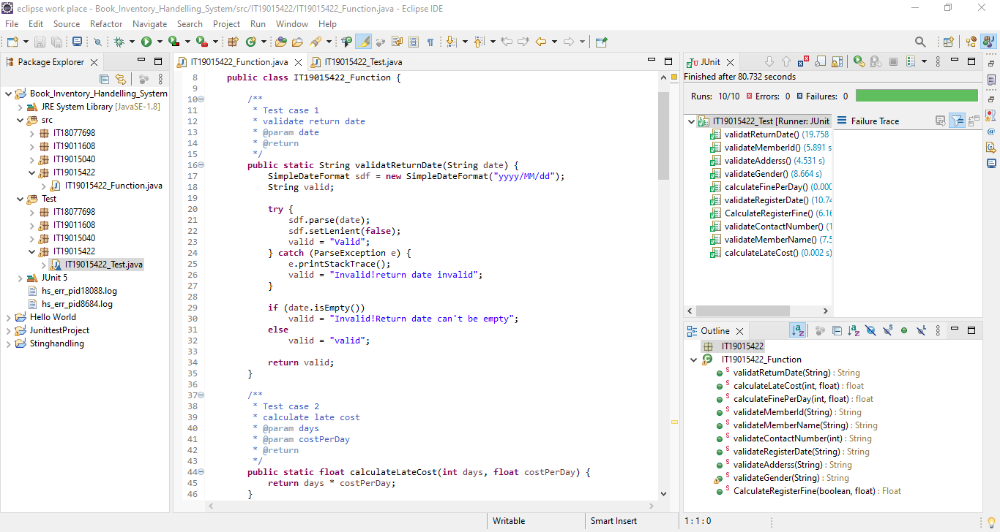 eclipse work place - Book_Inventory_Handelling_System/src/IT19015422/IT19015422_Function.java - Eclipse IDE
File Edit Source Refactor Navigate Search Project Run Window Help
Package Explorer
Book_Inventory_Handelling_System
JRE System Library [JavaSE-1.8]
src
IT18077698
IT19011608
IT19015040
IT19015422
IT19015422_Function.java
Test
IT18077698
IT19011608
IT19015040
IT19015422
IT19015422_Test.java
JUnit 5
hs_err_pid18088.log
hs_err_pid8684.log
Hello World
JunittestProject
Stinghandling
IT19015422_Function.java IT19015422_Test.java
8 public class IT19015422_Function {
9
10 /**
11 * Test case 1
12 * validate return date
13 * @param date
14 * @return
15 */
16 public static String validatReturnDate(String date) {
17 SimpleDateFormat sdf = new SimpleDateFormat("yyyy/MM/dd");
18 String valid;
19
20 try {
21 sdf.parse(date);
22 sdf.setLenient(false);
23 valid = "Valid";
24 } catch (ParseException e) {
25 e.printStackTrace();
26 valid = "Invalid!return date invalid";
27 }
28
29 if (date.isEmpty())
30 valid = "Invalid!Return date can't be empty";
31 else
32 valid = "valid";
33
34 return valid;
35 }
36
37 /**
38 * Test case 2
39 * calculate late cost
40 * @param days
41 * @param costPerDay
42 * @return
43 */
44 public static float calculateLateCost(int days, float costPerDay) {
45 return days * costPerDay;
46 }
JUnit
Finished after 80.732 seconds
Runs: 10/10 Errors: 0 Failures: 0
IT19015422_Test [Runner: JUnit
validatReturnDate() (19.758
validateMemberId() (5.891 s
validateAdderss() (4.531 s)
validateGender() (8.664 s)
calculateFinePerDay() (0.000
validateRegisterDate() (10.74
CalculateRegisterFine() (6.16
validateContactNumber() (1
validateMemberName() (7.5
calculateLateCost() (0.002 s)
Failure Trace
Outline
IT19015422
IT19015422_Function
validatReturnDate(String) : String
calculateLateCost(int, float) : float
calculateFinePerDay(int, float) : float
validateMemberId(String) : String
validateMemberName(String) : String
validateContactNumber(int) : String
validateRegisterDate(String) : String
validateAdderss(String) : String
validateGender(String) : String
CalculateRegisterFine(boolean, float) : Float
Writable Smart Insert 1 : 1 : 0